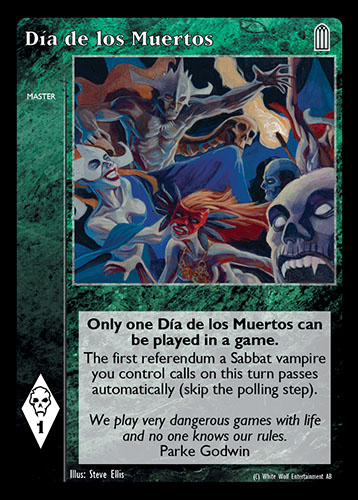 Día de los Muertos
MASTER
Only one Día de los Muertos can
be played in a game.
The first referendum a Sabbat vampire
you control calls on this turn passes
automatically (skip the polling step).
We play very dangerous games with life
and no one knows our rules.
Parke Godwin
1
Illus: Steve Ellis
(C) White Wolf Entertainment AB